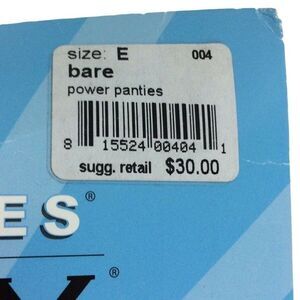 size: E 004
bare
power panties
8 15524 00404 1
sugg. retail $30.00
ES®
Y®